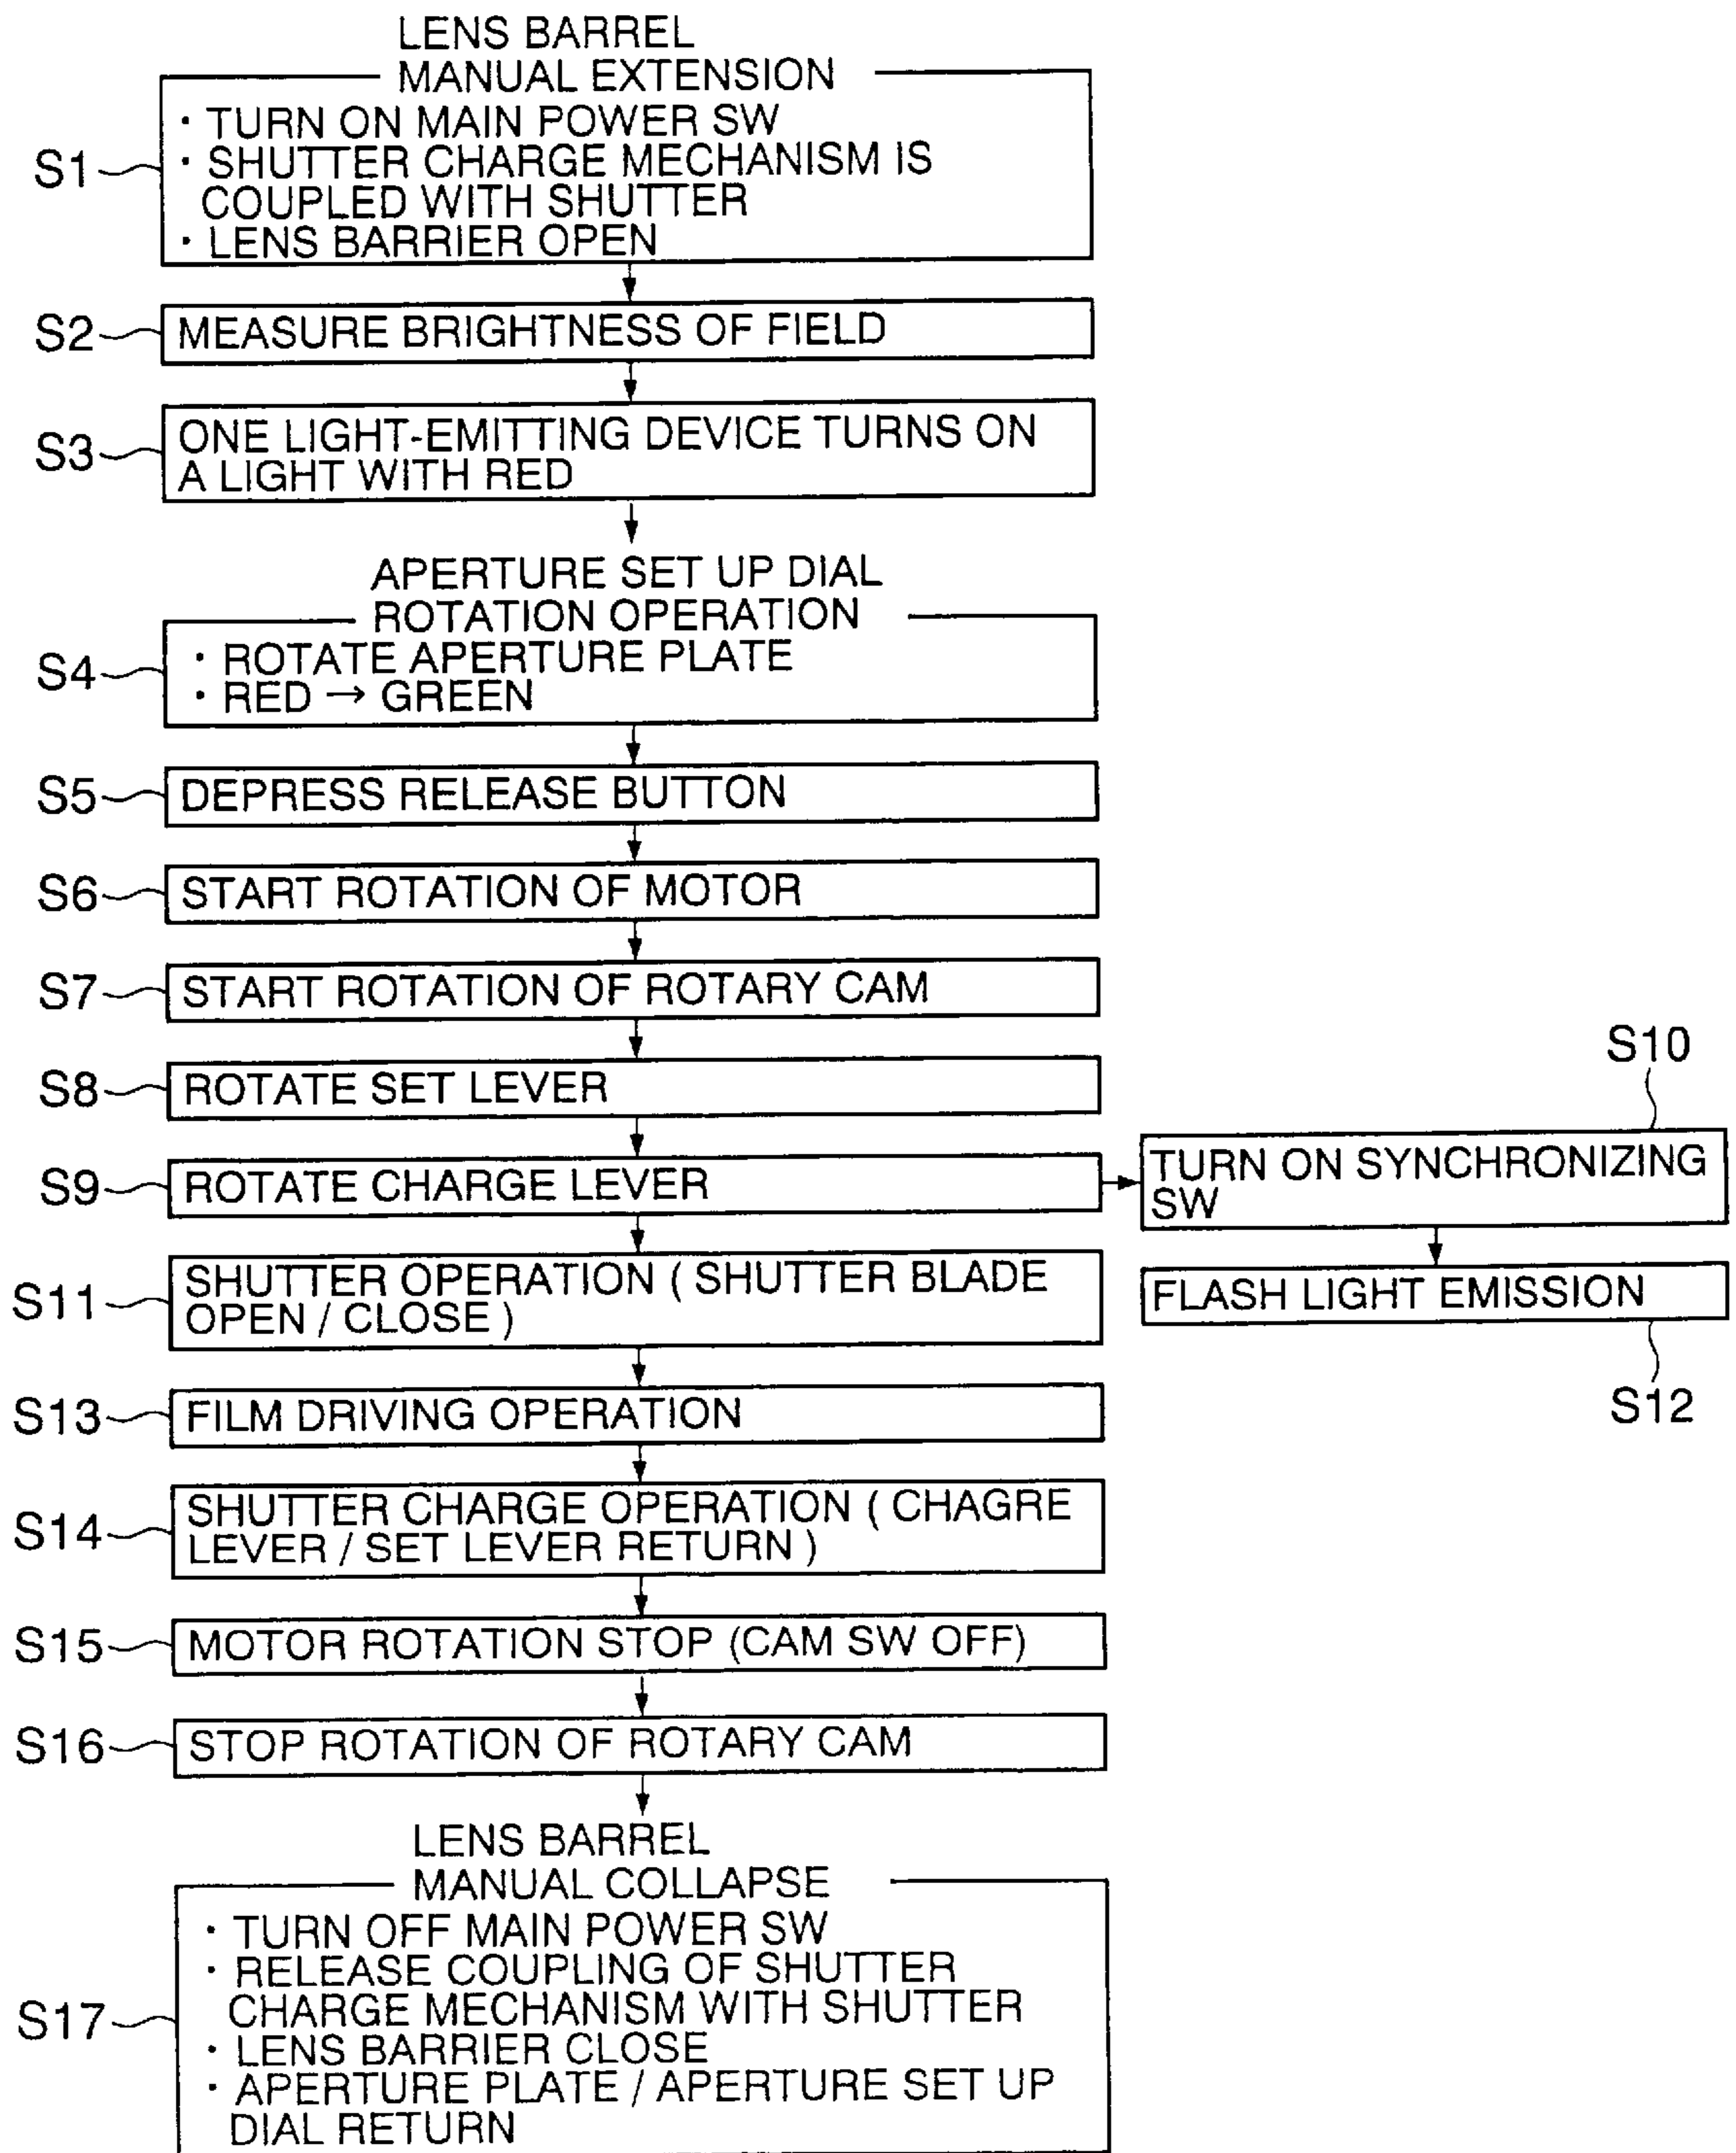 LENS BARREL
MANUAL EXTENSION
S1
· TURN ON MAIN POWER SW
· SHUTTER CHARGE MECHANISM IS
COUPLED WITH SHUTTER
· LENS BARRIER OPEN
S2
MEASURE BRIGHTNESS OF FIELD
S3
ONE LIGHT-EMITTING DEVICE TURNS ON
A LIGHT WITH RED
APERTURE SET UP DIAL
ROTATION OPERATION
S4
· ROTATE APERTURE PLATE
· RED → GREEN
S5
DEPRESS RELEASE BUTTON
S6
START ROTATION OF MOTOR
S7
START ROTATION OF ROTARY CAM
S8
ROTATE SET LEVER
S9
ROTATE CHARGE LEVER
S10
TURN ON SYNCHRONIZING
SW
S11
SHUTTER OPERATION ( SHUTTER BLADE
OPEN / CLOSE )
FLASH LIGHT EMISSION
S12
S13
FILM DRIVING OPERATION
S14
SHUTTER CHARGE OPERATION ( CHAGRE
LEVER / SET LEVER RETURN )
S15
MOTOR ROTATION STOP (CAM SW OFF)
S16
STOP ROTATION OF ROTARY CAM
LENS BARREL
MANUAL COLLAPSE
S17
· TURN OFF MAIN POWER SW
· RELEASE COUPLING OF SHUTTER
CHARGE MECHANISM WITH SHUTTER
· LENS BARRIER CLOSE
· APERTURE PLATE / APERTURE SET UP
DIAL RETURN